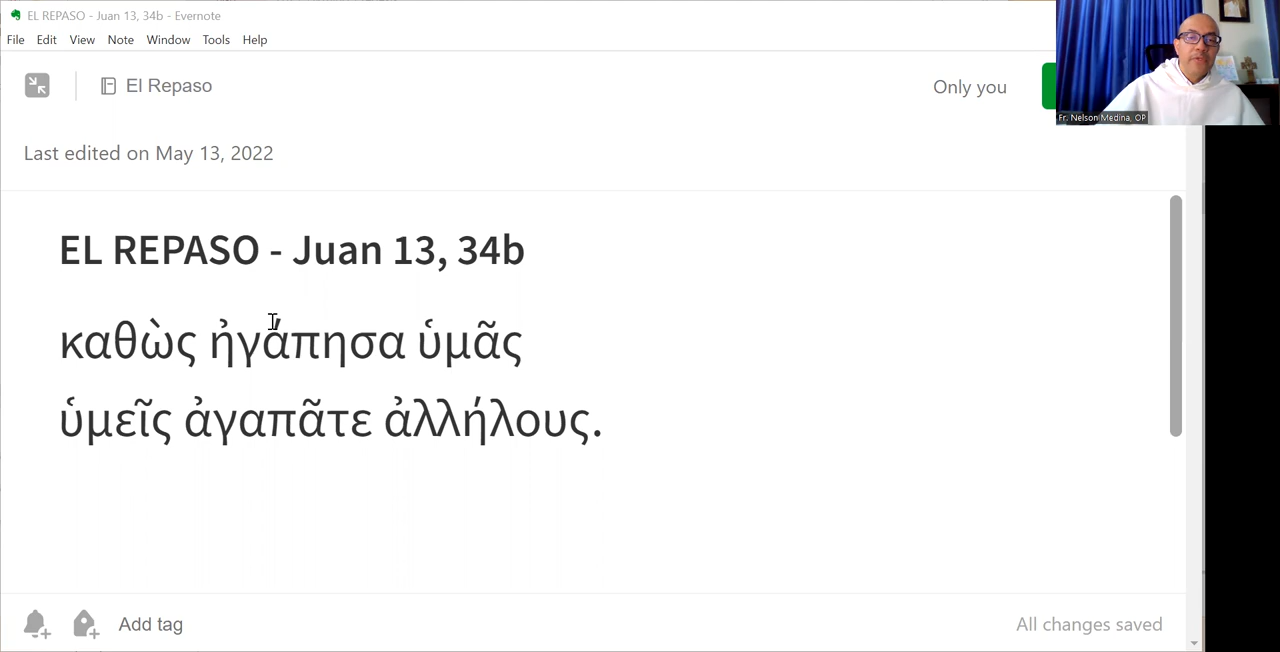 EL REPASO - Juan 13, 34b - Evernote
File Edit View Note Window Tools Help
El Repaso
Only you
Fr. Nelson Medina, OP
Last edited on May 13, 2022
EL REPASO - Juan 13, 34b
καθὼς ἠγάπησα ὑμᾶς
ὑμεῖς ἀγαπᾶτε ἀλλήλους.
Add tag
All changes saved